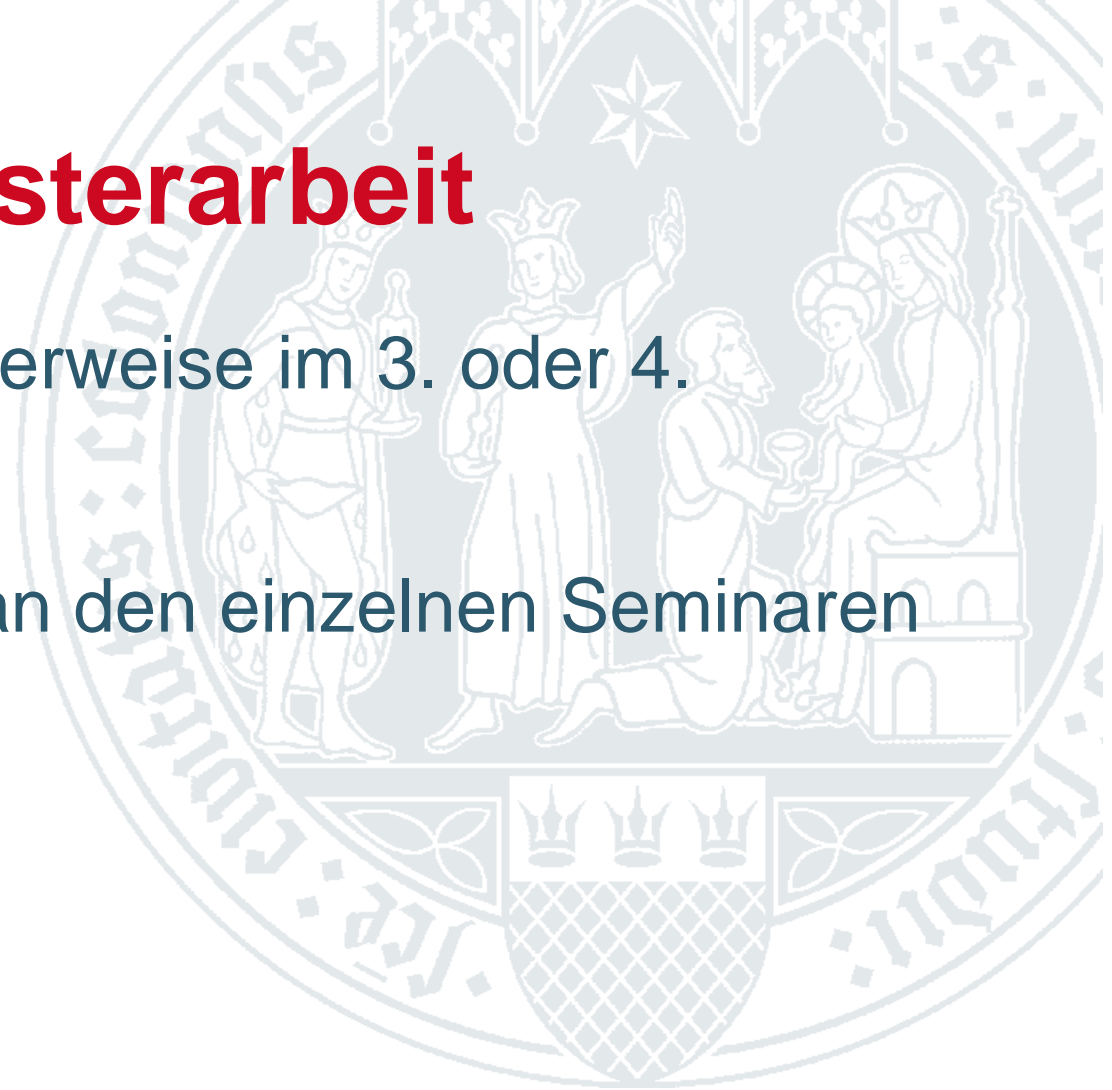 sterarbeit
erweise im 3. oder 4.
an den einzelnen Seminaren